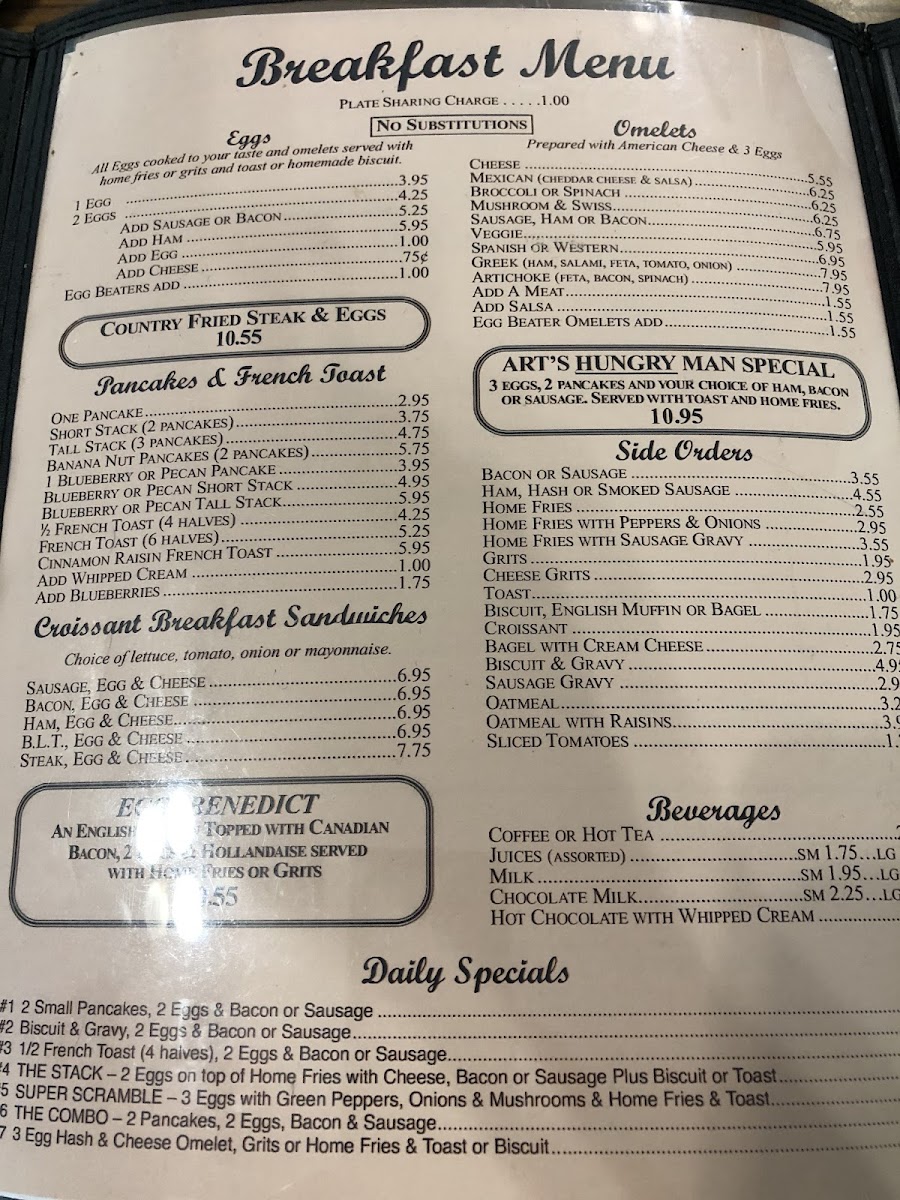 Breakfast Menu
PLATE SHARING CHARGE . . . . .1.00
NO SUBSTITUTIONS
Eggs
All Eggs cooked to your taste and omelets served with
home fries or grits and toast or homemade biscuit.
1 EGG ...3.95
2 EGGS ...4.25
ADD SAUSAGE OR BACON...5.25
ADD HAM ...5.95
ADD EGG ...1.00
ADD CHEESE ....75¢
EGG BEATERS ADD ...1.00
COUNTRY FRIED STEAK & EGGS
10.55
Pancakes & French Toast
ONE PANCAKE...2.95
SHORT STACK (2 PANCAKES)...3.75
TALL STACK (3 PANCAKES)...4.75
BANANA NUT PANCAKES (2 PANCAKES)...5.75
1 BLUEBERRY OR PECAN PANCAKE ...3.95
BLUEBERRY OR PECAN SHORT STACK ...4.95
BLUEBERRY OR PECAN TALL STACK...5.95
½ FRENCH TOAST (4 HALVES) ...4.25
FRENCH TOAST (6 HALVES)...5.25
CINNAMON RAISIN FRENCH TOAST ...5.95
ADD WHIPPED CREAM ...1.00
ADD BLUEBERRIES...1.75
Croissant Breakfast Sandwiches
Choice of lettuce, tomato, onion or mayonnaise.
SAUSAGE, EGG & CHEESE ...6.95
BACON, EGG & CHEESE ...6.95
HAM, EGG & CHEESE...6.95
B.L.T., EGG & CHEESE...6.95
STEAK, EGG & CHEESE...7.75
BENEDICT
AN ENGLISH TOPPED WITH CANADIAN
BACON, 2 HOLLANDAISE SERVED
WITH HOME FRIES OR GRITS
.55
Omelets
Prepared with American Cheese & 3 Eggs
CHEESE ...5.55
MEXICAN (CHEDDAR CHEESE & SALSA)...6.25
BROCCOLI OR SPINACH ...6.25
MUSHROOM & SWISS...6.25
SAUSAGE, HAM OR BACON...6.75
VEGGIE...5.95
SPANISH OR WESTERN...6.95
GREEK (HAM, SALAMI, FETA, TOMATO, ONION) ...7.95
ARTICHOKE (FETA, BACON, SPINACH) ...7.95
ADD A MEAT...1.55
ADD SALSA ...1.55
EGG BEATER OMELETS ADD...1.55
ART'S HUNGRY MAN SPECIAL
3 EGGS, 2 PANCAKES AND YOUR CHOICE OF HAM, BACON
OR SAUSAGE. SERVED WITH TOAST AND HOME FRIES.
10.95
Side Orders
BACON OR SAUSAGE ...3.55
HAM, HASH OR SMOKED SAUSAGE ...4.55
HOME FRIES ...2.55
HOME FRIES WITH PEPPERS & ONIONS ...2.95
HOME FRIES WITH SAUSAGE GRAVY ...3.55
GRITS ...1.95
CHEESE GRITS ...2.95
TOAST...1.00
BISCUIT, ENGLISH MUFFIN OR BAGEL ...1.75
CROISSANT ...1.95
BAGEL WITH CREAM CHEESE ...2.75
BISCUIT & GRAVY ...4.9
SAUSAGE GRAVY ...2.9
OATMEAL...3.2
OATMEAL WITH RAISINS...3.
SLICED TOMATOES ...1.
Beverages
COFFEE OR HOT TEA ...
JUICES (ASSORTED) ...SM 1.75...LG
MILK...SM 1.95...LG
CHOCOLATE MILK...SM 2.25...LG
HOT CHOCOLATE WITH WHIPPED CREAM ...
Daily Specials
#1 2 Small Pancakes, 2 Eggs & Bacon or Sausage ...
#2 Biscuit & Gravy, 2 Eggs & Bacon or Sausage...
#3 1/2 French Toast (4 halves), 2 Eggs & Bacon or Sausage...
#4 THE STACK – 2 Eggs on top of Home Fries with Cheese, Bacon or Sausage Plus Biscuit or Toast...
5 SUPER SCRAMBLE – 3 Eggs with Green Peppers, Onions & Mushrooms & Home Fries & Toast...
6 THE COMBO – 2 Pancakes, 2 Eggs, Bacon & Sausage...
7 3 Egg Hash & Cheese Omelet, Grits or Home Fries & Toast or Biscuit...